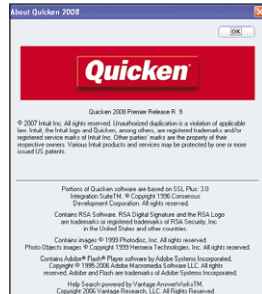 About Quicken 2008
OK
Quicken®
Quicken 2008 Premier Release R 9
© 2007 Intuit Inc. All rights reserved. Unauthorized duplication is a violation of applicable
law. Intuit, the Intuit logo and Quicken, among others, are registered trademarks and/or
registered service marks of Intuit Inc. Other parties' marks are the property of their
respective owners. Various Intuit products and services may be protected by one or more
issued US patents.
Portions of Quicken software are based on SSL Plus: 3.0
Integration SuiteTM, © Copyright 1996 Consensus
Development Corporation. All rights reserved.
Contains RSA Software. RSA Digital Signature and the RSA Logo
are trademarks or registered trademarks of RSA Security, Inc.
in the United States and other countries.
Contains images © 1999 Photodisc, Inc. All rights reserved.
Photo Objects images © Copyright 1999 Hemera Technologies, Inc. All rights reserved.
Contains Adobe® Flash® Player software by Adobe Systems Incorporated,
Copyright © 1995-2006 Adobe Macromedia Software LLC. All rights
reserved. Adobe and Flash are trademarks of Adobe Systems Incorporated.
Help Search powered by Vantage AnswerWorksTM.
Copyright 2006 Vantage Research, LLC. All Rights Reserved